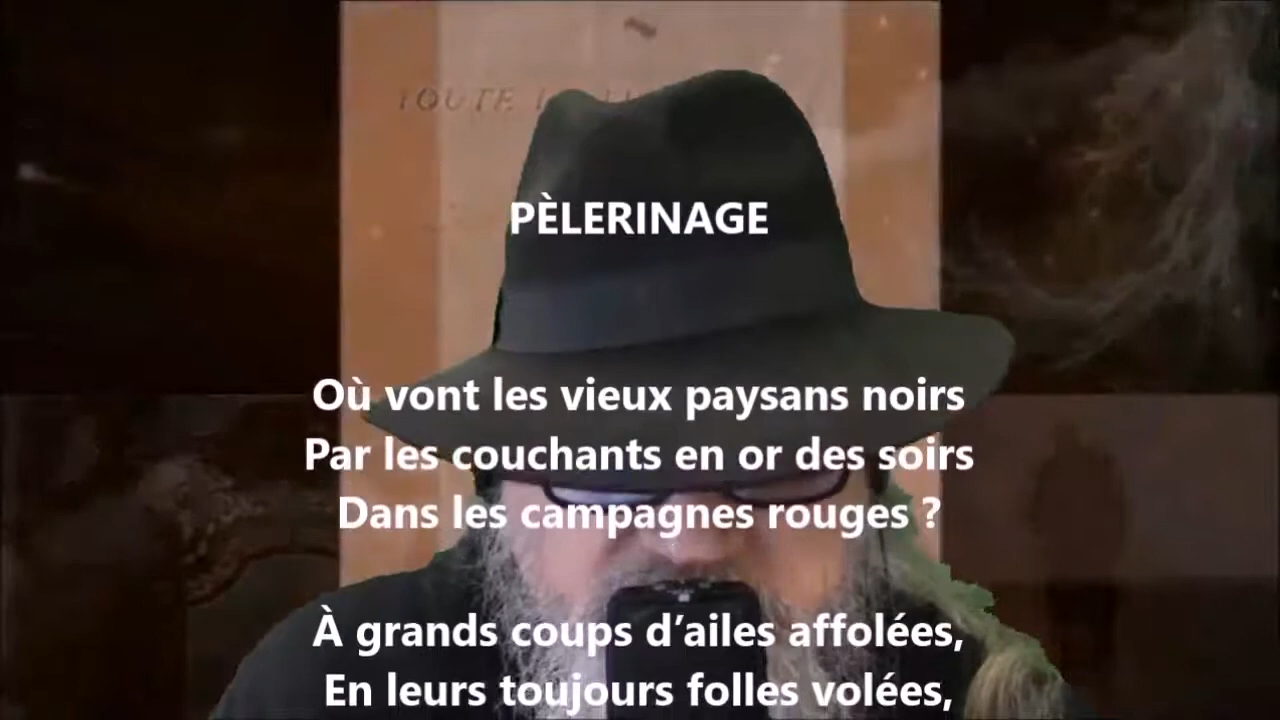 TOUTE
PÈLERINAGE
Où vont les vieux paysans noirs
Par les couchants en or des soirs
Dans les campagnes rouges ?
À grands coups d’ailes affolées,
En leurs toujours folles volées,